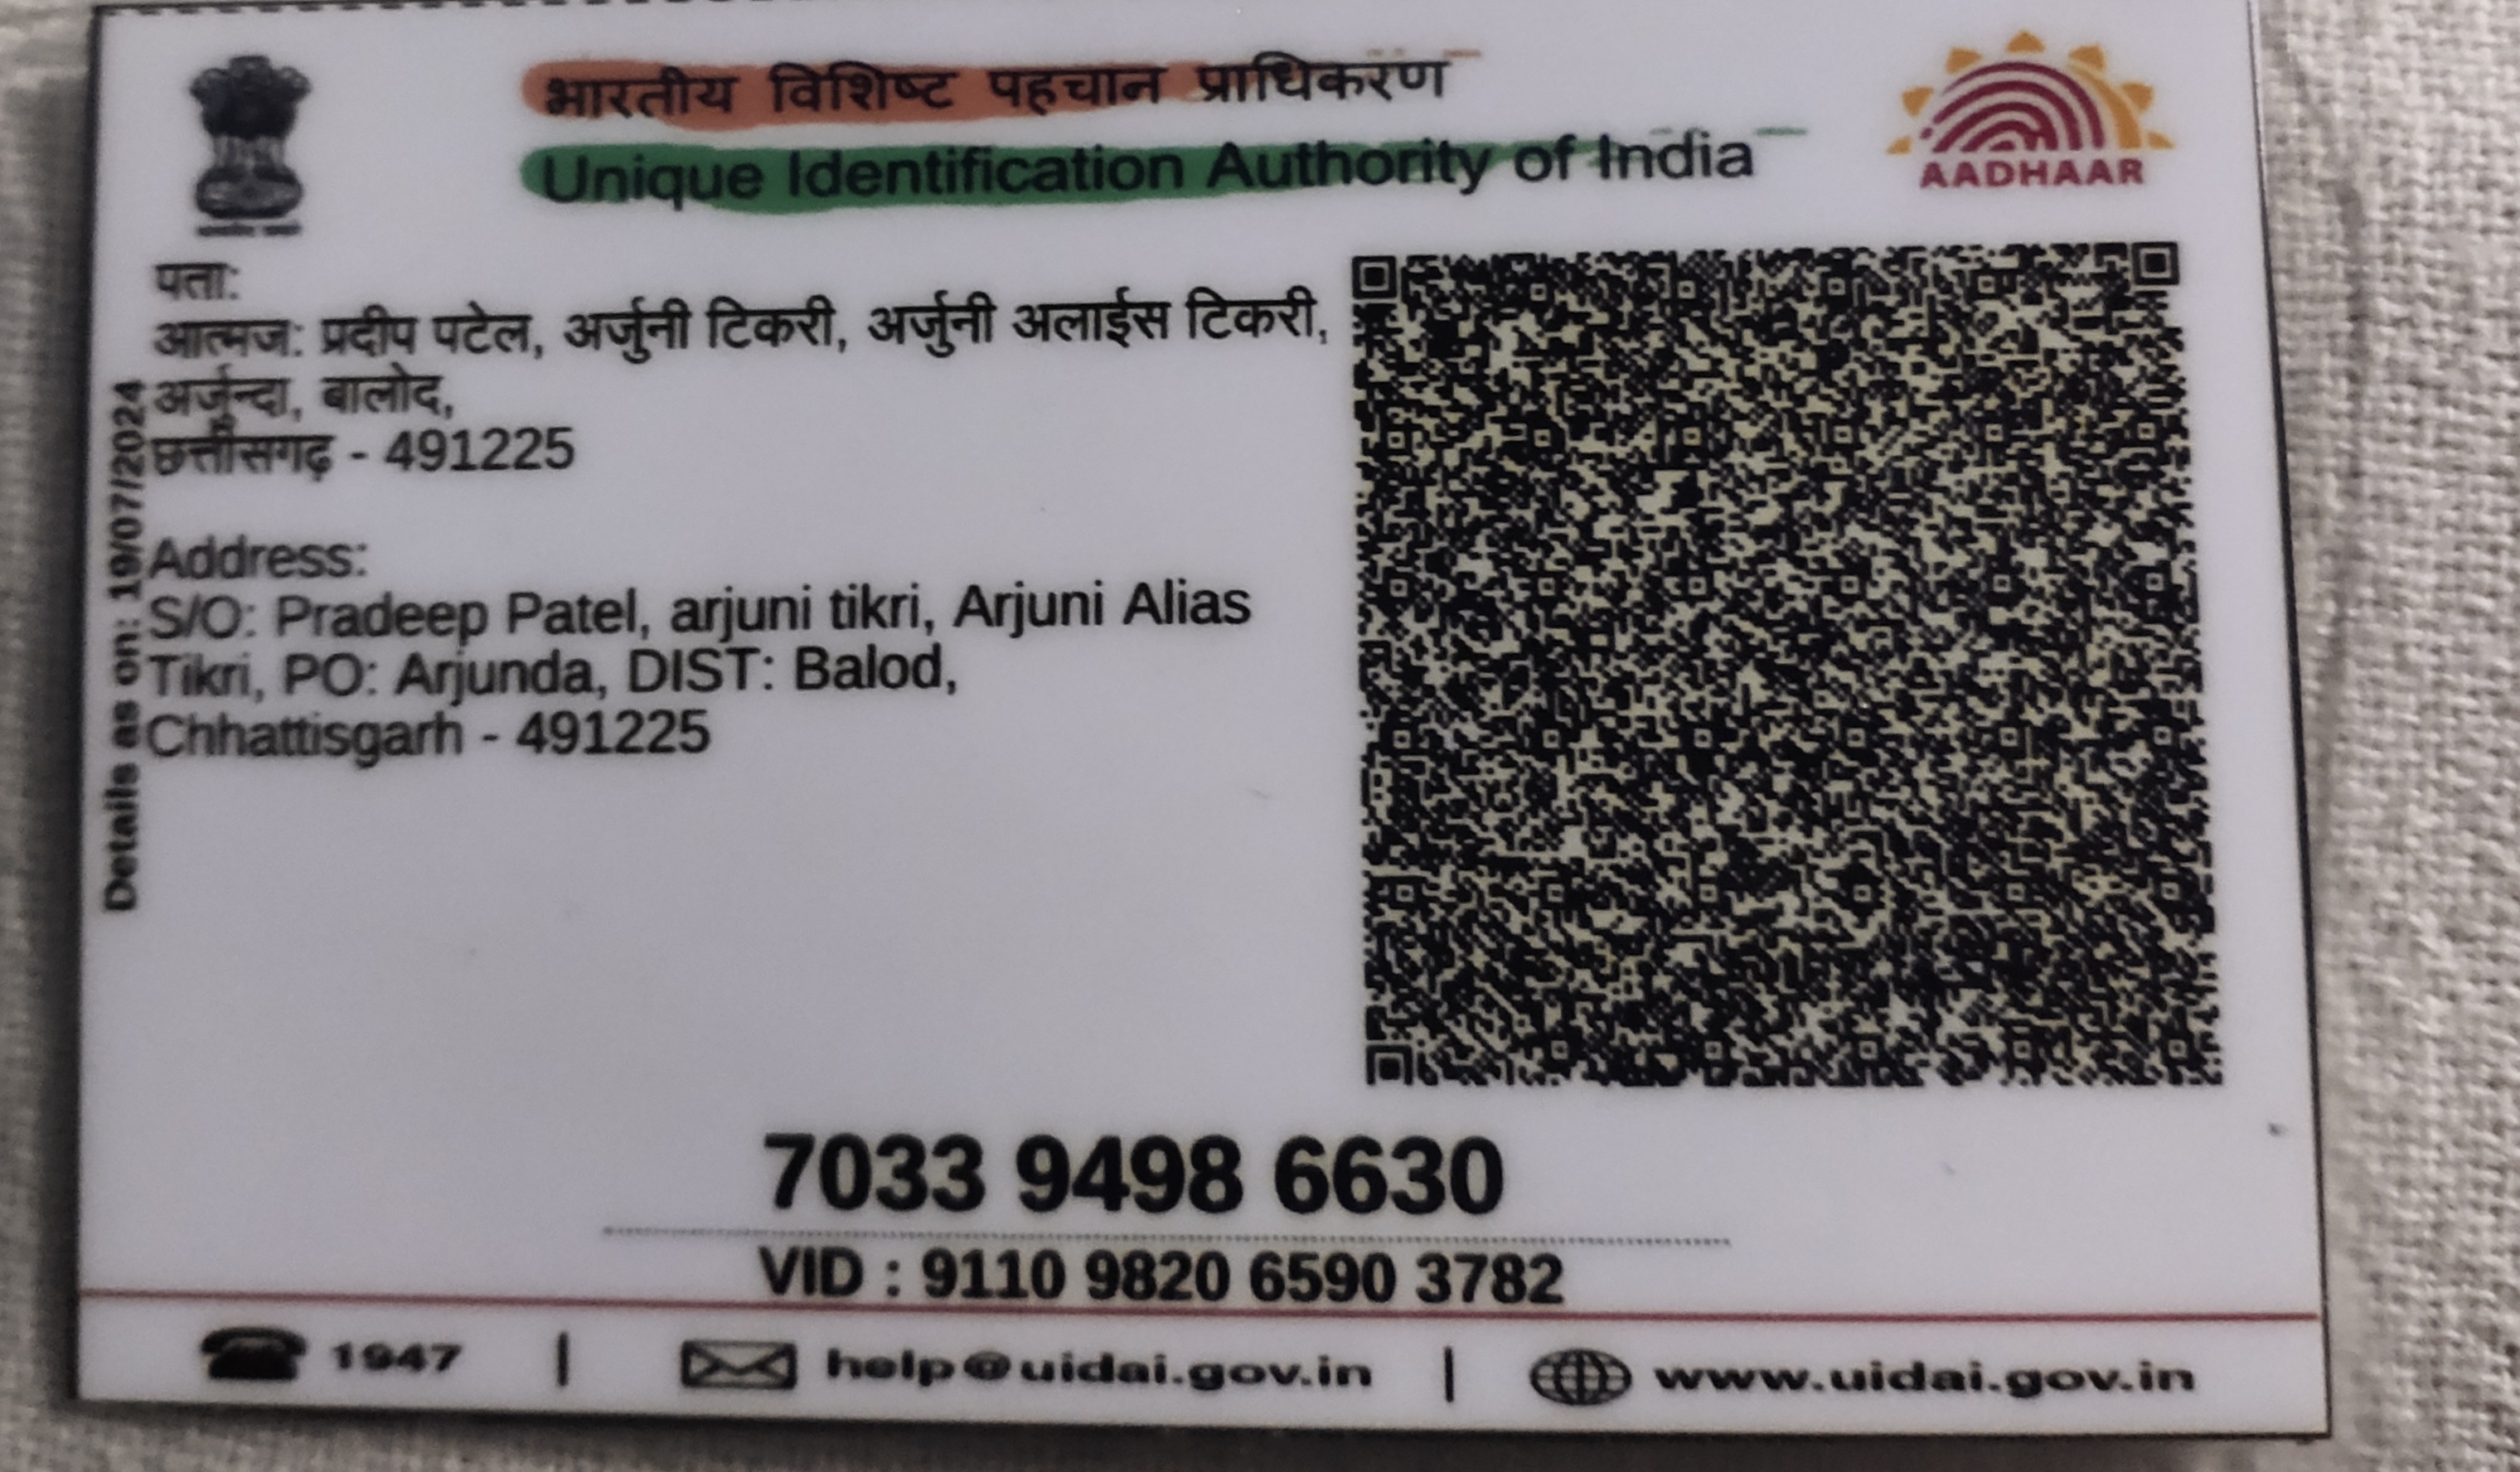 भारतीय विशिष्ट पहचान प्राधिकरण
Unique Identification Authority of India
AADHAAR
पता:
आत्मज: प्रदीप पटेल, अर्जुनी टिकरी, अर्जुनी अलाईस टिकरी,
अर्जुन्दा, बालोद,
छत्तीसगढ़ - 491225
Address:
S/O: Pradeep Patel, arjuni tikri, Arjuni Alias
Tikri, PO: Arjunda, DIST: Balod,
Chhattisgarh - 491225
Details as on: 19/07/2024
7033 9498 6630
VID : 9110 9820 6590 3782
1947 | help@uidai.gov.in | www.uidai.gov.in